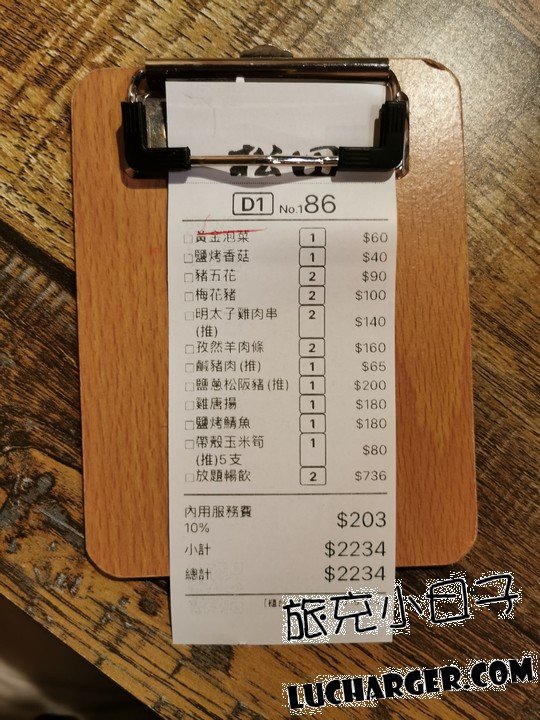 松田
D1 No.186
□黃金泡菜 1 $60
□鹽烤香菇 1 $40
□豬五花 2 $90
□梅花豬 2 $100
□明太子雞肉串 2 $140
(推)
□孜然羊肉條 2 $160
□鹹豬肉(推) 1 $65
□鹽蔥松阪豬(推) 1 $200
□雞唐揚 1 $180
□鹽烤鯖魚 1 $180
□帶殼玉米筍 1 $80
(推)5支
□放題暢飲 2 $736
內用服務費 $203
10%
小計 $2234
總計 $2234
旅充小日子
LUCHARGER.COM